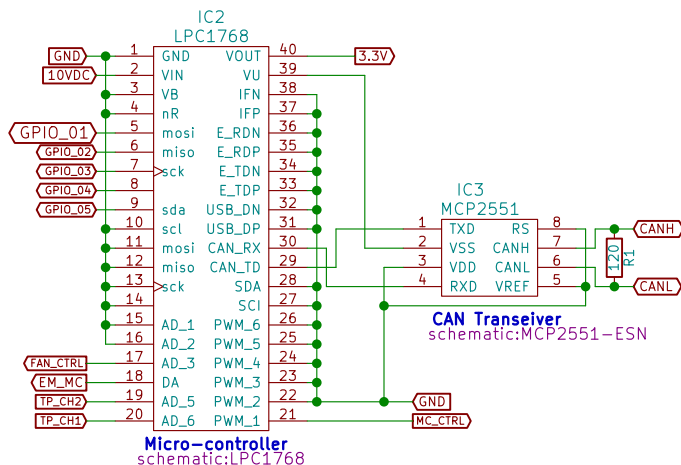 IC2
LPC1768
GND 1 GND VOUT 40 3.3V
10VDC 2 VIN VU 39
3 VB IFN 38
4 nR IFP 37
GPIO_01 5 mosi E_RDN 36
GPIO_02 6 miso E_RDP 35
GPIO_03 7 sck E_TDN 34
GPIO_04 8 E_TDP 33
GPIO_05 9 sda USB_DN 32
10 scl USB_DP 31
11 mosi CAN_RX 30
12 miso CAN_TD 29
13 sck SDA 28
14 SCI 27
15 AD_1 PWM_6 26
16 AD_2 PWM_5 25
FAN_CTRL 17 AD_3 PWM_4 24
EM_MC 18 DA PWM_3 23
TP_CH2 19 AD_5 PWM_2 22 GND
TP_CH1 20 AD_6 PWM_1 21 MC_CTRL
Micro-controller
schematic:LPC1768
IC3
MCP2551
1 TXD RS 8 CANH
2 VSS CANH 7
3 VDD CANL 6
4 RXD VREF 5 CANL
120 R1
CAN Transeiver
schematic:MCP2551-ESN